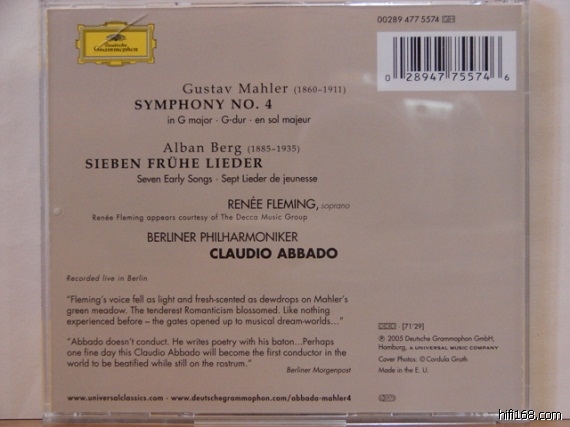 00289 477 5574 GH
Deutsche
Grammophon
0 28947 75574 6
Gustav Mahler (1860–1911)
SYMPHONY NO. 4
in G major · G-dur · en sol majeur
Alban Berg (1885–1935)
SIEBEN FRÜHE LIEDER
Seven Early Songs · Sept Lieder de jeunesse
RENÉE FLEMING, soprano
Renée Fleming appears courtesy of The Decca Music Group
BERLINER PHILHARMONIKER
CLAUDIO ABBADO
Recorded live in Berlin
“Fleming’s voice fell as light and fresh-scented as dewdrops on Mahler’s
green meadow. The tenderest Romanticism blossomed. Like nothing
experienced before – the gates opened up to musical dream-worlds...”
“Abbado doesn’t conduct. He writes poetry with his baton...Perhaps
one fine day this Claudio Abbado will become the first conductor in the
world to be beatified while still on the rostrum.”
Berliner Morgenpost
DDD [71'29]
℗ 2005 Deutsche Grammophon GmbH,
Hamburg, A UNIVERSAL MUSIC COMPANY
Cover Photos: © Cordula Groth
Made in the E. U.
www.universalclassics.com · www.deutschegrammophon.com/abbado-mahler4
hifi168.com